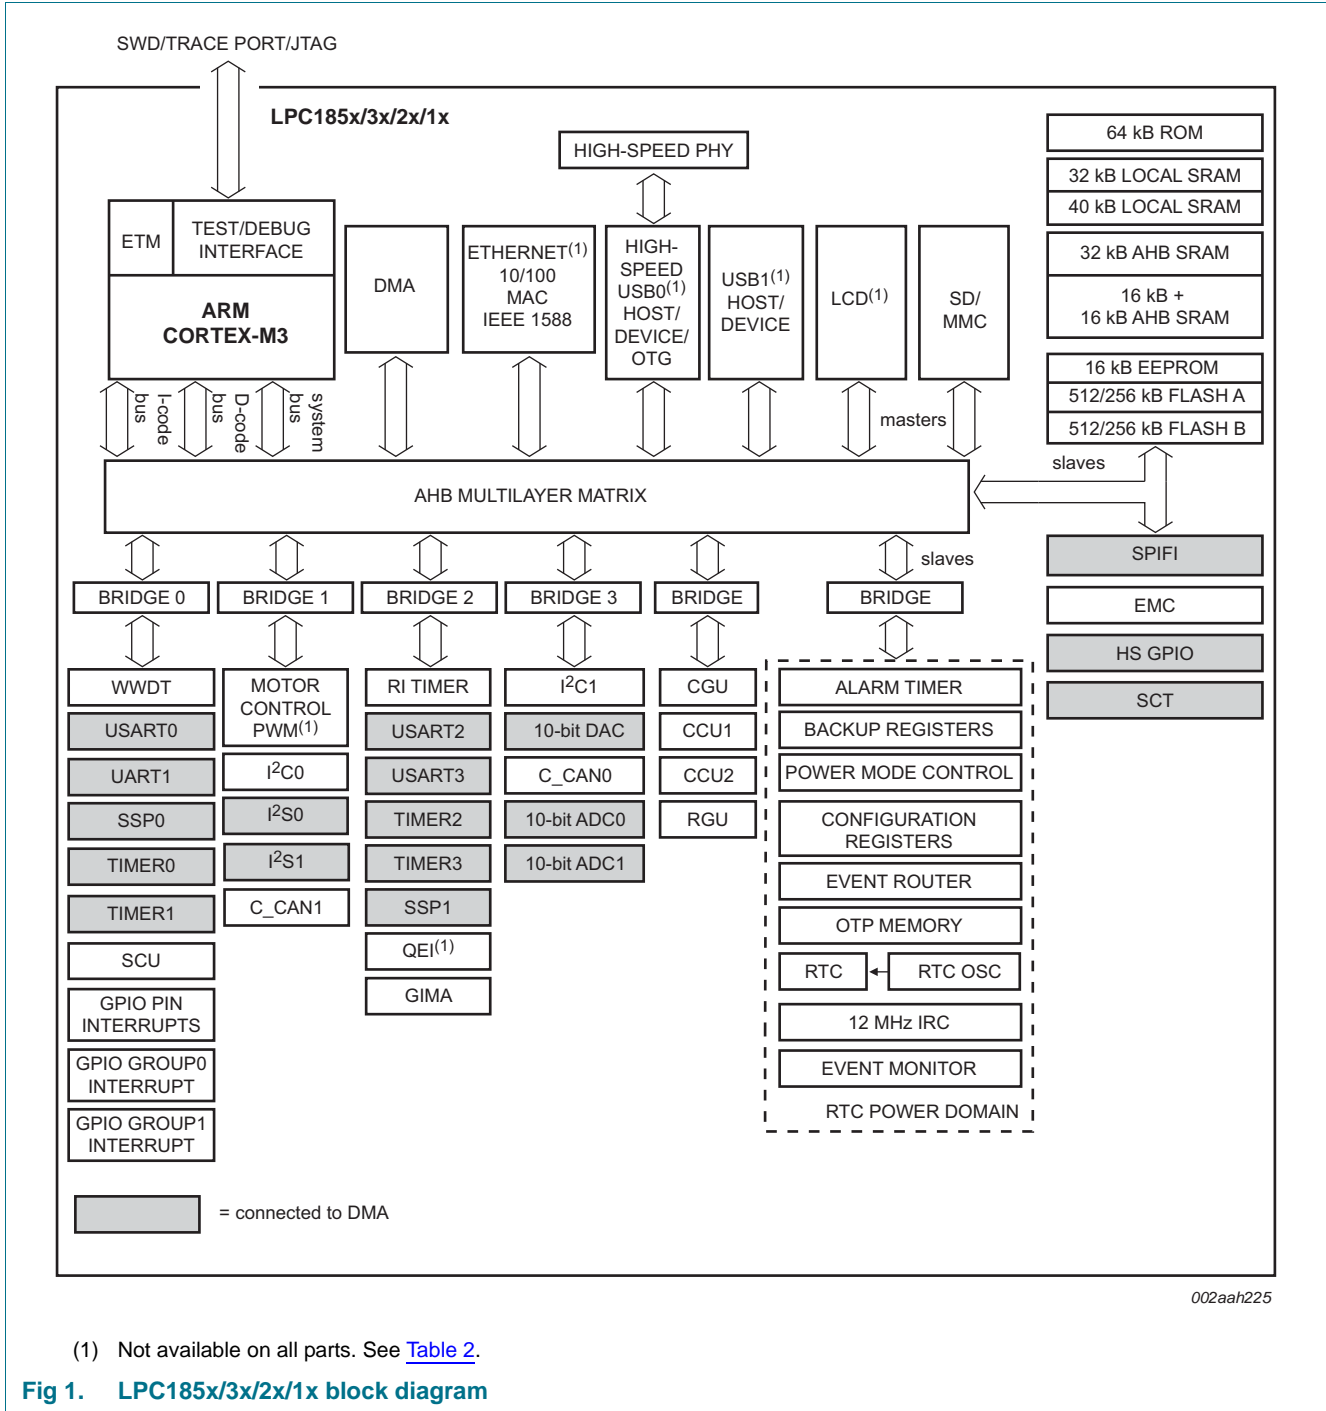 SWD/TRACE PORT/JTAG
LPC185x/3x/2x/1x
HIGH-SPEED PHY
ETM
TEST/DEBUG
INTERFACE
ARM
CORTEX-M3
DMA
ETHERNET(1)
10/100
MAC
IEEE 1588
HIGH-
SPEED
USB0(1)
HOST/
DEVICE/
OTG
USB1(1)
HOST/
DEVICE
LCD(1)
SD/
MMC
64 kB ROM
32 kB LOCAL SRAM
40 kB LOCAL SRAM
32 kB AHB SRAM
16 kB +
16 kB AHB SRAM
16 kB EEPROM
512/256 kB FLASH A
512/256 kB FLASH B
I-code
bus
D-code
bus
system
bus
masters
slaves
AHB MULTILAYER MATRIX
slaves
BRIDGE 0
BRIDGE 1
BRIDGE 2
BRIDGE 3
BRIDGE
BRIDGE
SPIFI
EMC
HS GPIO
SCT
WWDT
USART0
UART1
SSP0
TIMER0
TIMER1
SCU
GPIO PIN
INTERRUPTS
GPIO GROUP0
INTERRUPT
GPIO GROUP1
INTERRUPT
MOTOR
CONTROL
PWM(1)
I2C0
I2S0
I2S1
C_CAN1
RI TIMER
USART2
USART3
TIMER2
TIMER3
SSP1
QEI(1)
GIMA
I2C1
10-bit DAC
C_CAN0
10-bit ADC0
10-bit ADC1
CGU
CCU1
CCU2
RGU
ALARM TIMER
BACKUP REGISTERS
POWER MODE CONTROL
CONFIGURATION
REGISTERS
EVENT ROUTER
OTP MEMORY
RTC
RTC OSC
12 MHz IRC
EVENT MONITOR
RTC POWER DOMAIN
= connected to DMA
002aah225
(1) Not available on all parts. See Table 2.
Fig 1. LPC185x/3x/2x/1x block diagram